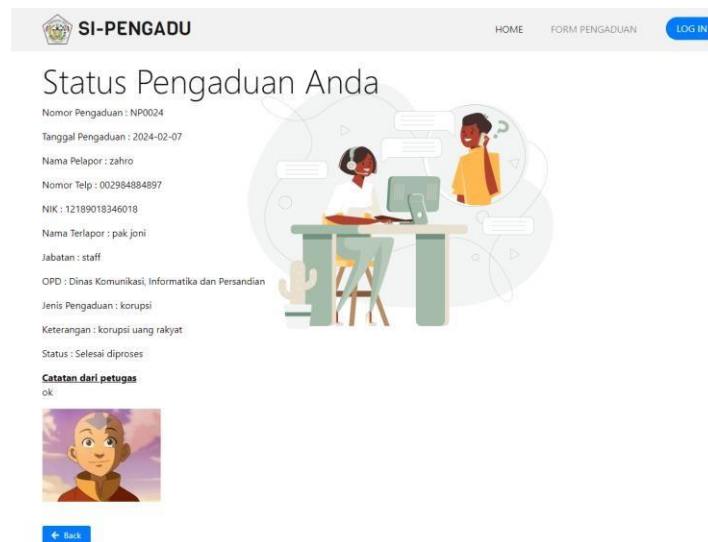 SI-PENGADU
HOME
FORM PENGADUAN
LOG IN
Status Pengaduan Anda
Nomor Pengaduan : NP0024
Tanggal Pengaduan : 2024-02-07
Nama Pelapor : zahro
Nomor Telp : 002984884897
NIK : 12189018346018
Nama Terlapor : pak joni
Jabatan : staff
OPD : Dinas Komunikasi, Informatika dan Persandian
Jenis Pengaduan : korupsi
Keterangan : korupsi uang rakyat
Status : Selesai diproses
Catatan dari petugas
ok
Back